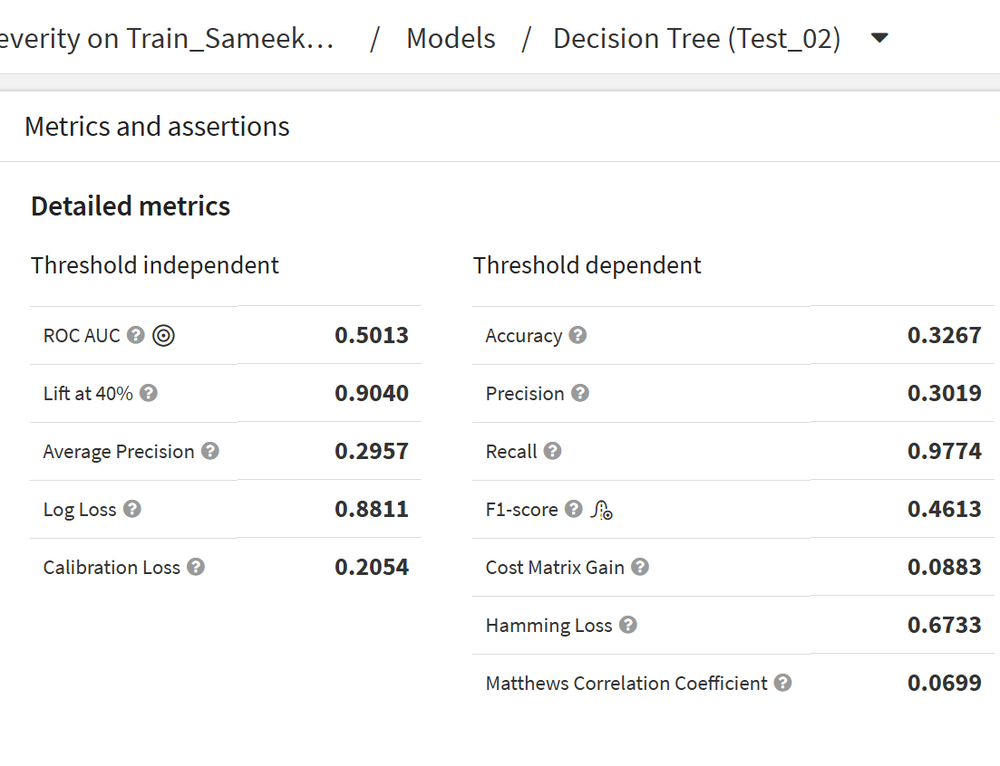 everity on Train_Sameek... / Models / Decision Tree (Test_02)
Metrics and assertions
Detailed metrics
Threshold independent
ROC AUC 0.5013
Lift at 40% 0.9040
Average Precision 0.2957
Log Loss 0.8811
Calibration Loss 0.2054
Threshold dependent
Accuracy 0.3267
Precision 0.3019
Recall 0.9774
F1-score 0.4613
Cost Matrix Gain 0.0883
Hamming Loss 0.6733
Matthews Correlation Coefficient 0.0699